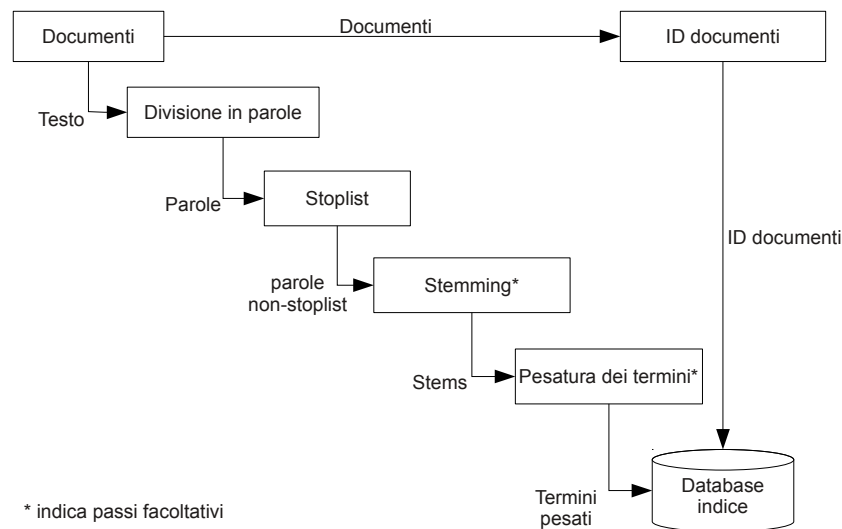 Documenti
Documenti
ID documenti
Testo
Divisione in parole
Parole
Stoplist
ID documenti
parole
non-stoplist
Stemming*
Stems
Pesatura dei termini*
Termini
pesati
Database
indice
* indica passi facoltativi